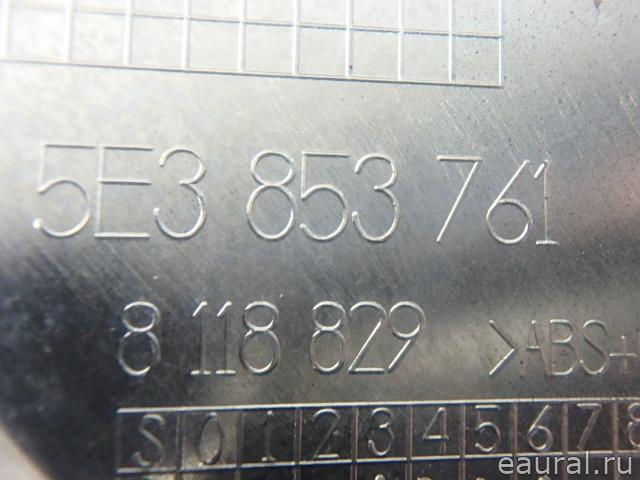 5E3 853 761
8 118 829 >ABS+
S 0 1 2 3 4 5 6 7 8
eaural.ru